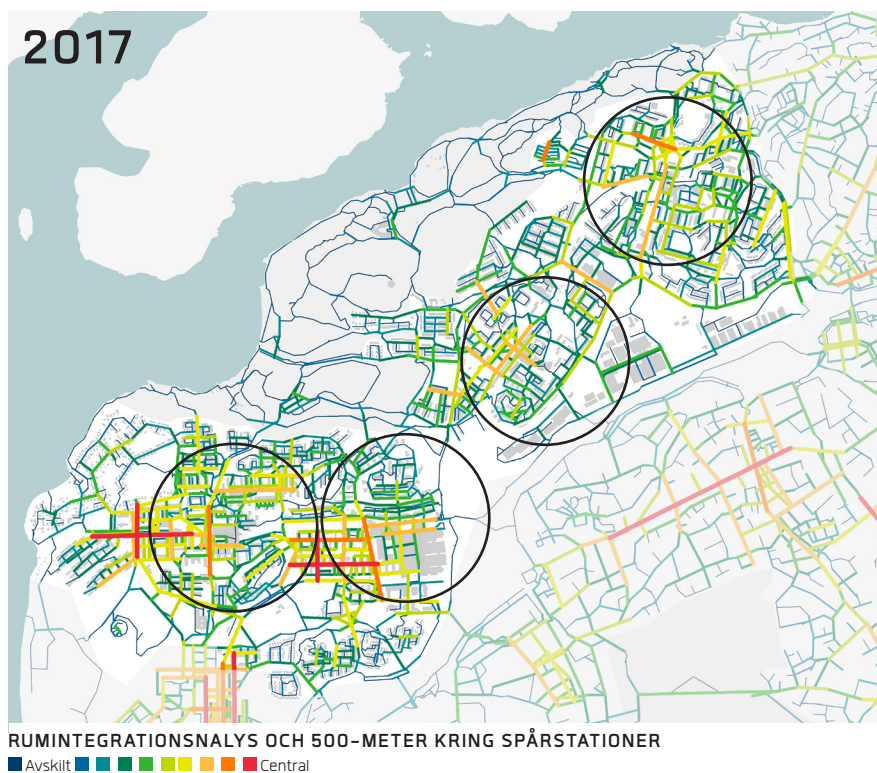 2017
RUMINTEGRATIONSNALYS OCH 500-METER KRING SPÅRSTATIONER
Avskilt Central